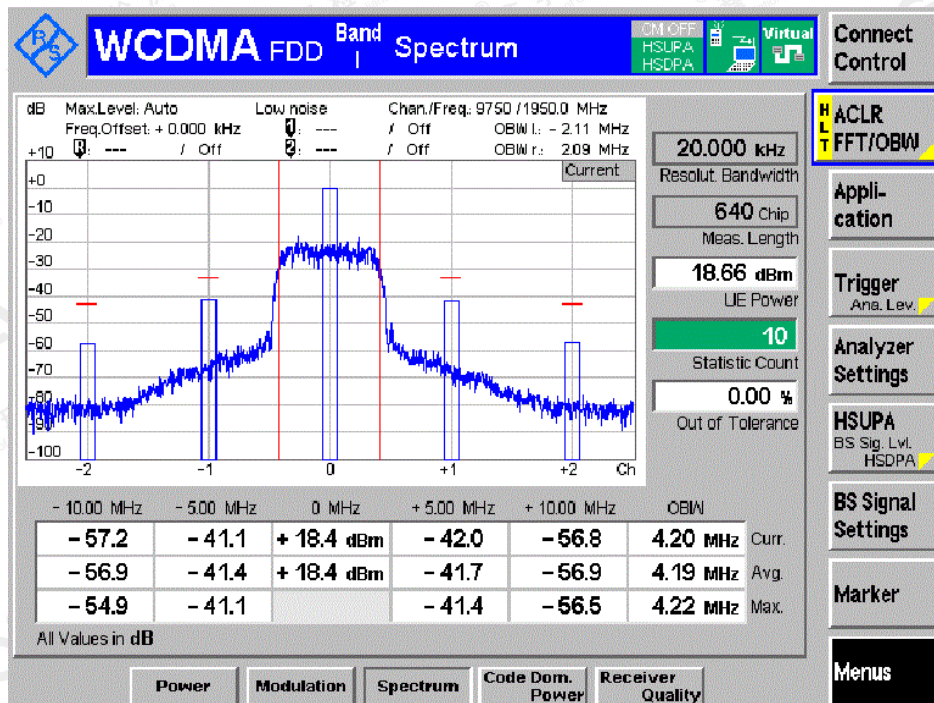 R&S
WCDMA FDD Band I Spectrum
CM OFF
HSUPA
HSDPA
Virtual
Connect Control
dB Max.Level: Auto Low noise Chan./Freq.: 9750 / 1950.0 MHz
Freq.Offset: + 0.000 kHz 1: --- / Off OBW l.: - 2.11 MHz
R: --- / Off 2: --- / Off OBW r.: 2.09 MHz
Current
+10
+0
-10
-20
-30
-40
-50
-60
-70
-80
-90
-100
-2 -1 0 +1 +2 Ch
20.000 kHz
Resolut. Bandwidth
640 Chip
Meas. Length
18.66 dBm
UE Power
10
Statistic Count
0.00 %
Out of Tolerance
- 10.00 MHz - 5.00 MHz 0 MHz + 5.00 MHz + 10.00 MHz OBW
- 57.2 - 41.1 + 18.4 dBm - 42.0 - 56.8 4.20 MHz Curr.
- 56.9 - 41.4 + 18.4 dBm - 41.7 - 56.9 4.19 MHz Avg.
- 54.9 - 41.1 - 41.4 - 56.5 4.22 MHz Max.
All Values in dB
HLT
ACLR
FFT/OBW
Appli-
cation
Trigger
Ana. Lev.
Analyzer
Settings
HSUPA
BS Sig. Lvl.
HSDPA
BS Signal
Settings
Marker
Menus
Power
Modulation
Spectrum
Code Dom.
Power
Receiver
Quality